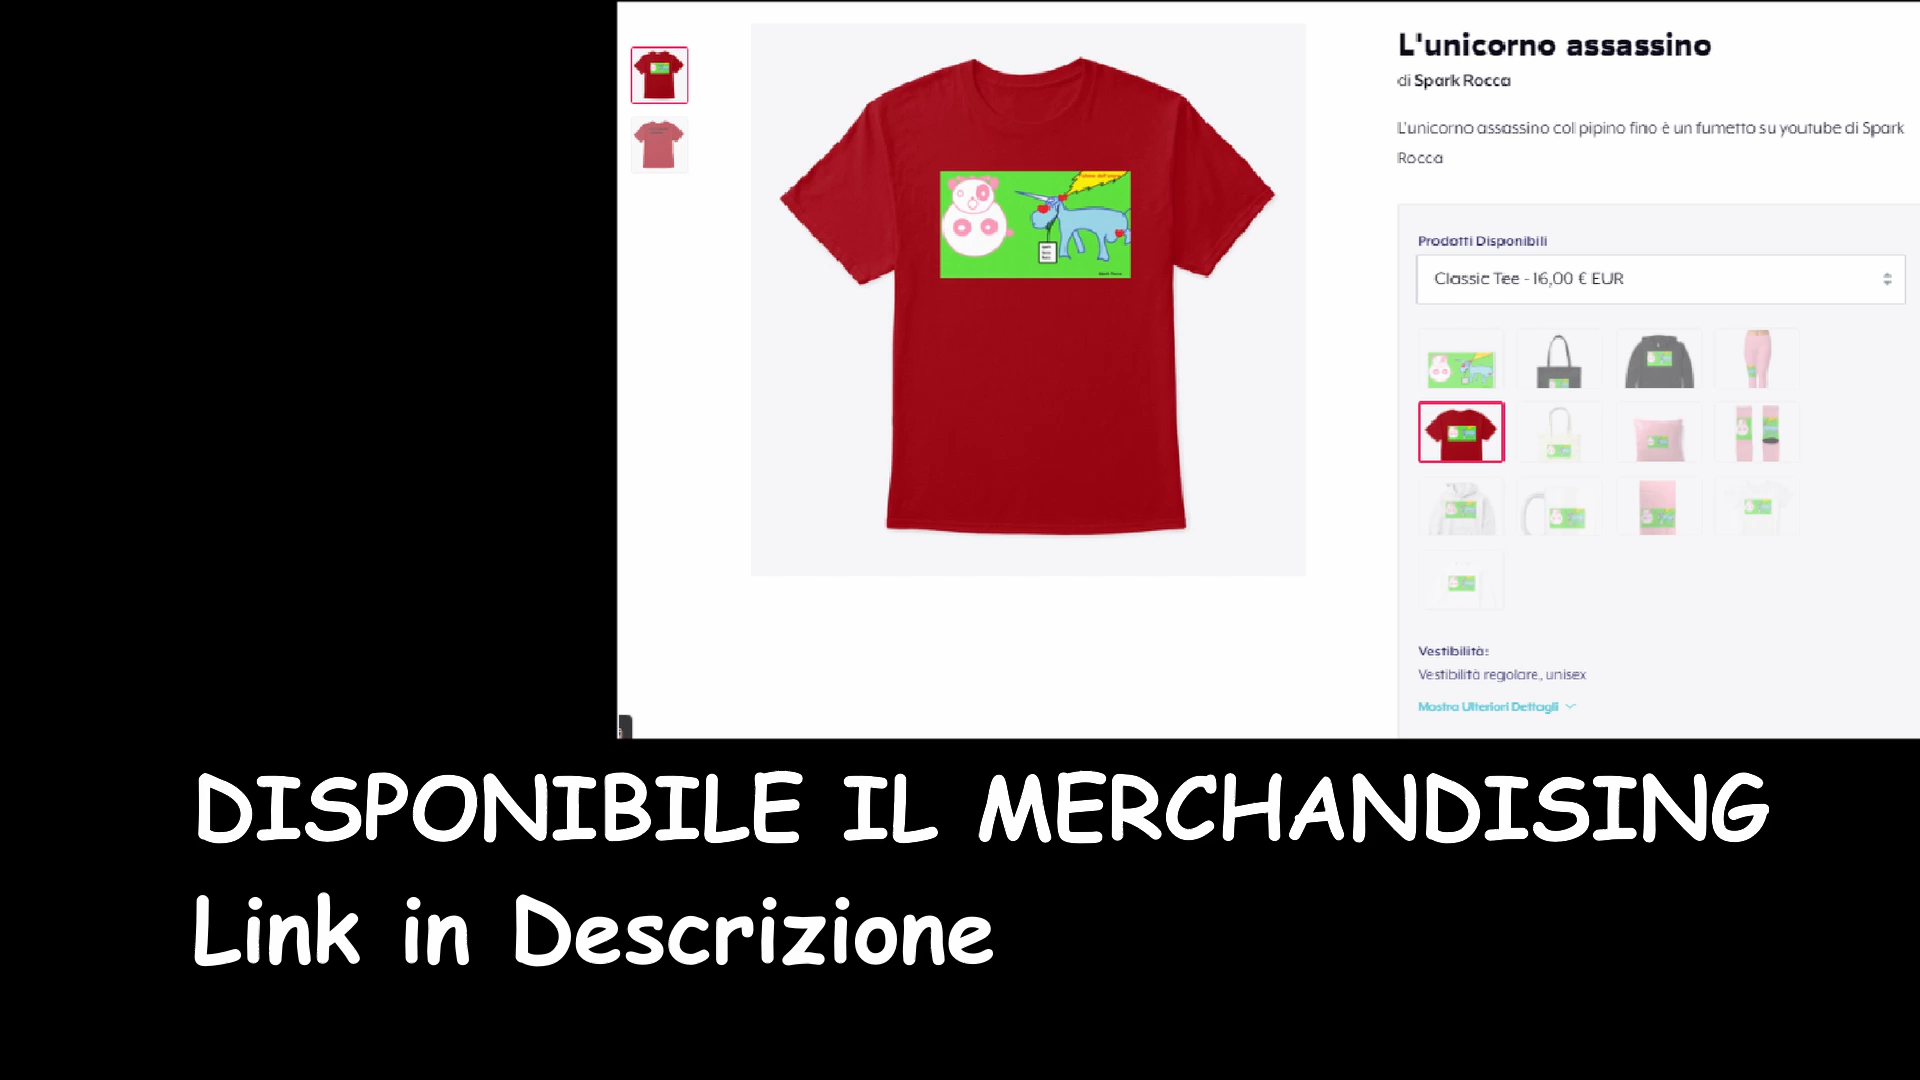 L'unicorno assassino
di Spark Rocca
L'unicorno assassino col pipino fino è un fumetto su youtube di Spark
Rocca
Prodotti Disponibili
Classic Tee - 16,00 € EUR
Vestibilità:
Vestibilità regolare, unisex
Mostra Ulteriori Dettagli
DISPONIBILE IL MERCHANDISING
Link in Descrizione